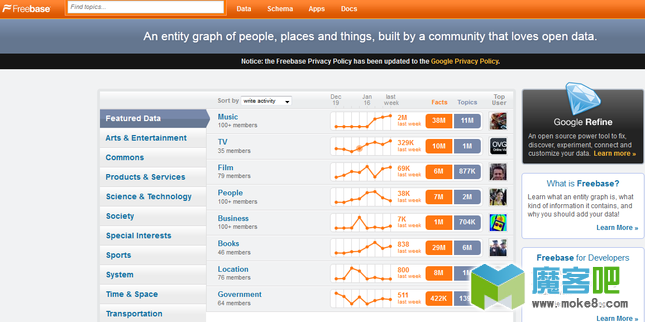 Freebase
Find topics...
Data Schema Apps Docs
An entity graph of people, places and things, built by a community that loves open data.
Notice: the Freebase Privacy Policy has been updated to the Google Privacy Policy.
Featured Data
Arts & Entertainment
Commons
Products & Services
Science & Technology
Society
Special Interests
Sports
System
Time & Space
Transportation
Sort by write activity
Dec 19
Jan 16
last week
Facts
Topics
Top User
Music
100+ members
2M
last week
38M
11M
TV
35 members
329K
last week
10M
1M
OVG
Film
79 members
69K
last week
6M
877K
People
100+ members
38K
last week
7M
2M
Business
100+ members
7K
last week
1M
704K
Books
46 members
838
last week
29M
6M
Location
76 members
800
last week
8M
Government
64 members
511
last week
422K
Google Refine
An open source power tool to fix,
discover, experiment, connect and
customize your data. Learn more »
What is Freebase?
Learn what an entity graph is, what
kind of information it contains, and
why you should add your data!
Learn More »
Freebase for Developers
Learn More »
魔客吧
www.moke8.com